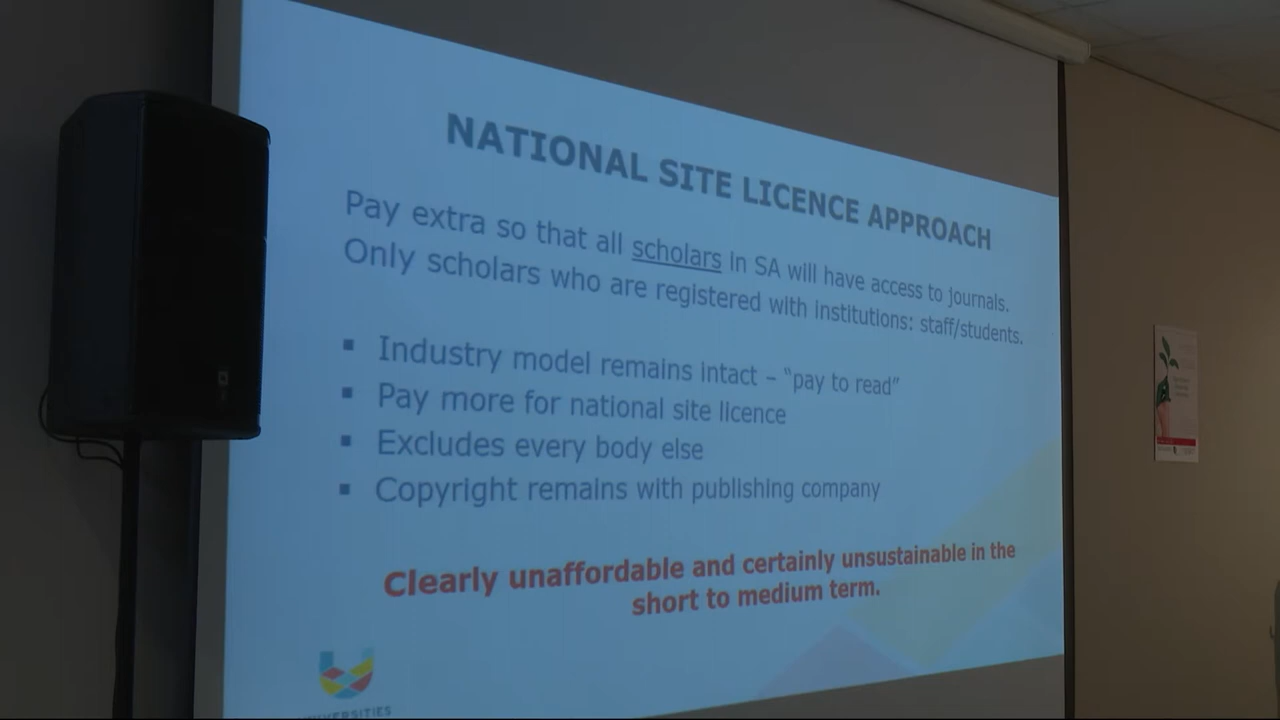 NATIONAL SITE LICENCE APPROACH
Pay extra so that all scholars in SA will have access to journals.
Only scholars who are registered with institutions: staff/students.
▪ Industry model remains intact – “pay to read”
▪ Pay more for national site licence
▪ Excludes every body else
▪ Copyright remains with publishing company
Clearly unaffordable and certainly unsustainable in the
short to medium term.